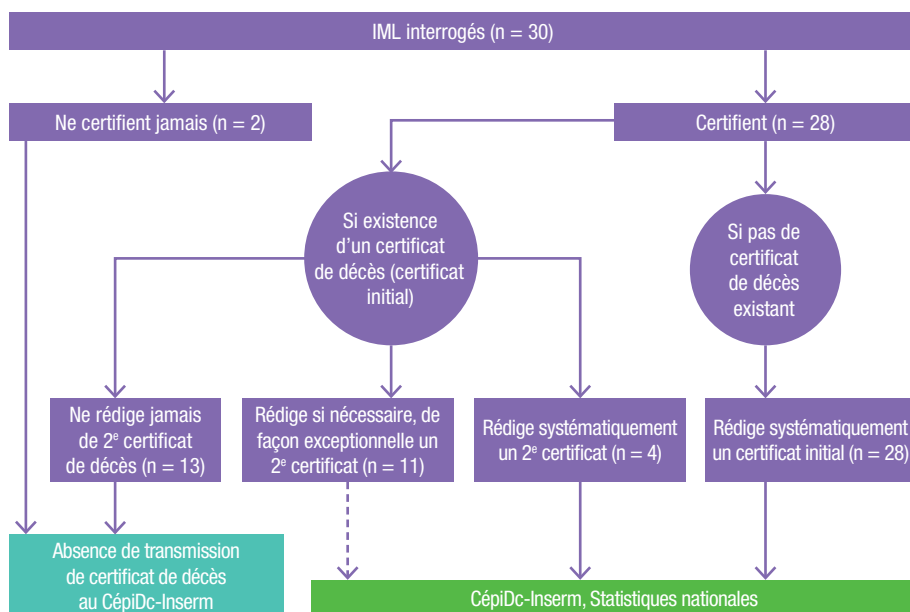 IML interrogés (n = 30)
Ne certifient jamais (n = 2)
Certifient (n = 28)
Si existence
d'un certificat
de décès (certificat
initial)
Si pas de
certificat
de décès
existant
Ne rédige jamais
de 2e certificat
de décès (n = 13)
Rédige si nécessaire, de
façon exceptionnelle un
2e certificat (n = 11)
Rédige systématiquement
un 2e certificat (n = 4)
Rédige systématiquement
un certificat initial (n = 28)
Absence de transmission
de certificat de décès
au CépiDc-Inserm
CépiDc-Inserm, Statistiques nationales